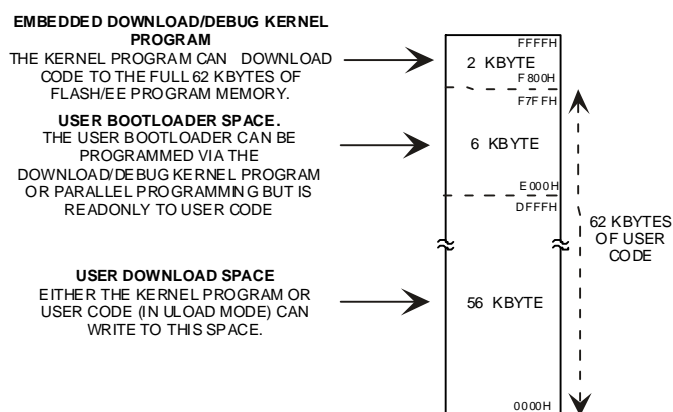 EMBEDDED DOWNLOAD/DEBUG KERNEL
PROGRAM
THE KERNEL PROGRAM CAN DOWNLOAD
CODE TO THE FULL 62 KBYTES OF
FLASH/EE PROGRAM MEMORY.
USER BOOTLOADER SPACE.
THE USER BOOTLOADER CAN BE
PROGRAMMED VIA THE
DOWNLOAD/DEBUG KERNEL PROGRAM
OR PARALLEL PROGRAMMING BUT IS
READONLY TO USER CODE
USER DOWNLOAD SPACE
EITHER THE KERNEL PROGRAM OR
USER CODE (IN ULOAD MODE) CAN
WRITE TO THIS SPACE.
FFFFH
2 KBYTE
F800H
F7FFH
6 KBYTE
E000H
DFFFH
56 KBYTE
0000H
62 KBYTES
OF USER
CODE